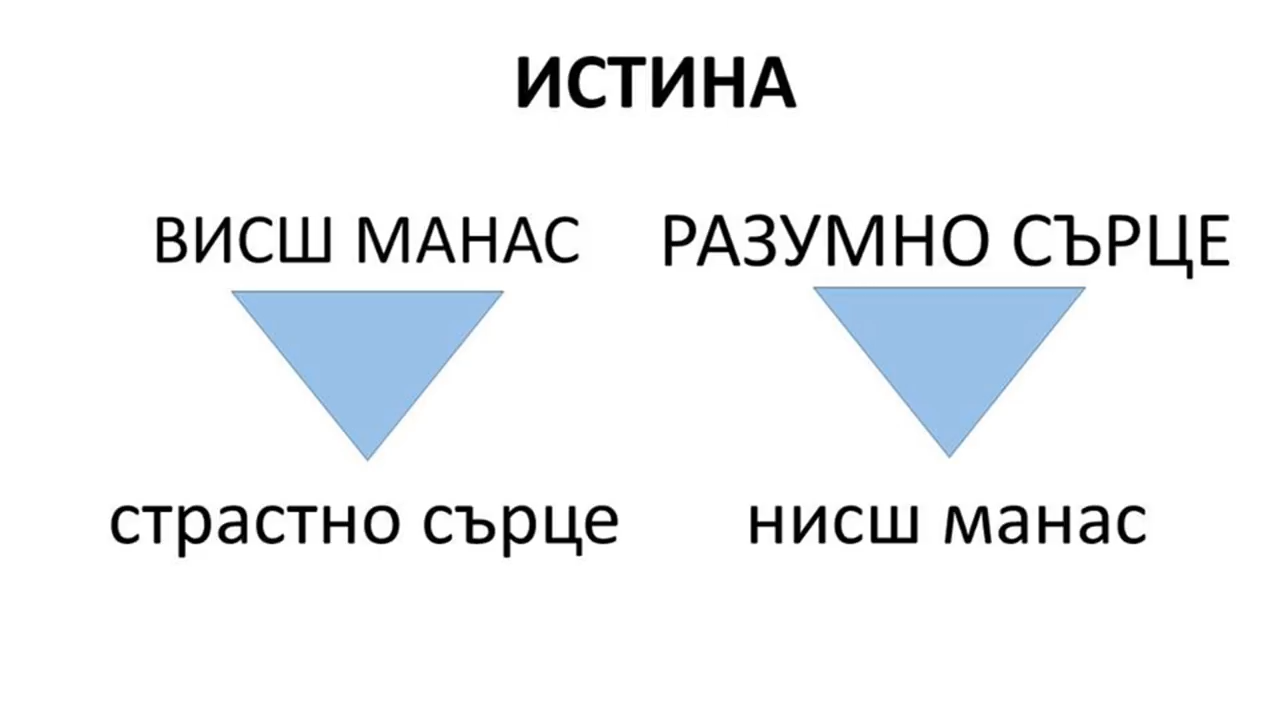 ИСТИНА
ВИСШ МАНАС
РАЗУМНО СЪРЦЕ
страстно сърце
нисш манас